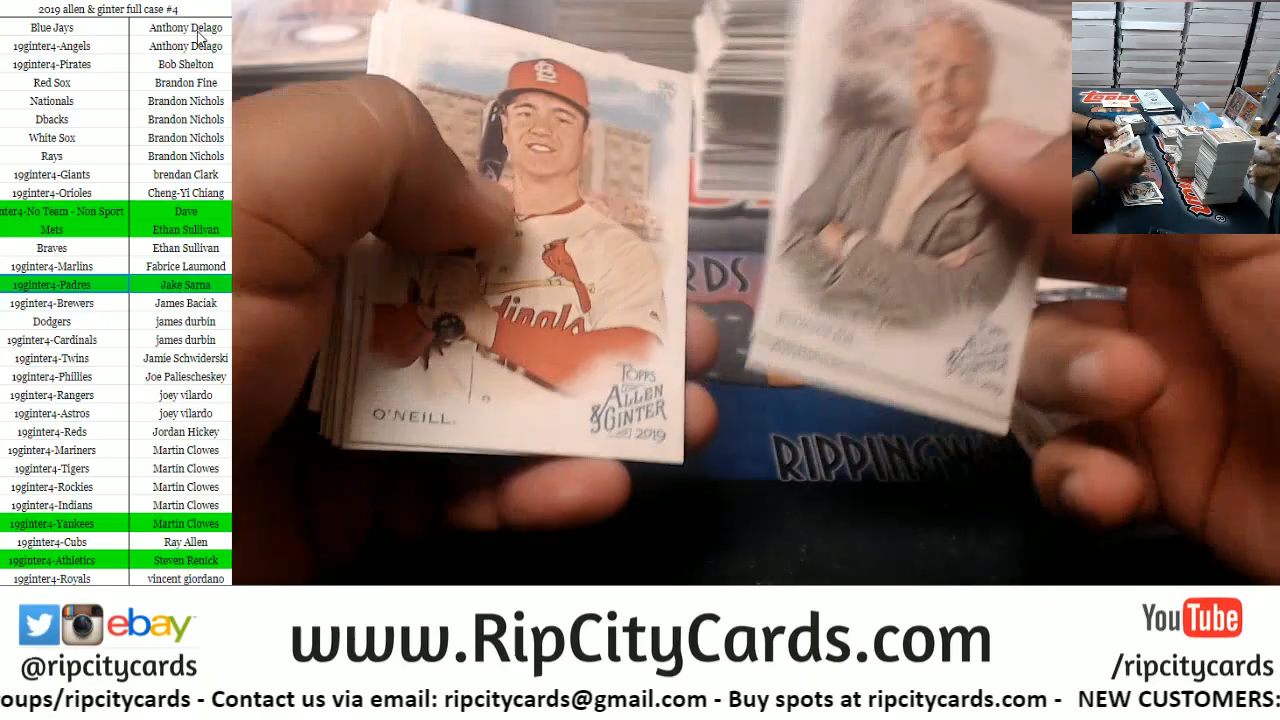 2019 allen & ginter full case #4
Blue Jays Anthony Delago
19ginter4-Angels Anthony Delago
19ginter4-Pirates Bob Shelton
Red Sox Brandon Fine
Nationals Brandon Nichols
Dbacks Brandon Nichols
White Sox Brandon Nichols
Rays Brandon Nichols
19ginter4-Giants brendan Clark
19ginter4-Orioles Cheng-Yi Chiang
nter4-No Team - Non Sport Dave
Mets Ethan Sullivan
Braves Ethan Sullivan
19ginter4-Marlins Fabrice Laumond
19ginter4-Padres Jake Sarna
19ginter4-Brewers James Baciak
Dodgers james durbin
19ginter4-Cardinals james durbin
19ginter4-Twins Jamie Schwiderski
19ginter4-Phillies Joe Paliescheskey
19ginter4-Rangers joey vilardo
19ginter4-Astros joey vilardo
19ginter4-Reds Jordan Hickey
19ginter4-Mariners Martin Clowes
19ginter4-Tigers Martin Clowes
19ginter4-Rockies Martin Clowes
19ginter4-Indians Martin Clowes
19ginter4-Yankees Martin Clowes
19ginter4-Cubs Ray Allen
19ginter4-Athletics Steven Renick
19ginter4-Royals vincent giordano
dinals
O'NEILL
TOPPS
ALLEN
& GINTER
2019
RDS
RIPPINGW
Topps
ebay
@ripcitycards
www.RipCityCards.com
YouTube
/ripcitycards
oups/ripcitycards - Contact us via email: ripcitycards@gmail.com - Buy spots at ripcitycards.com - NEW CUSTOMERS: